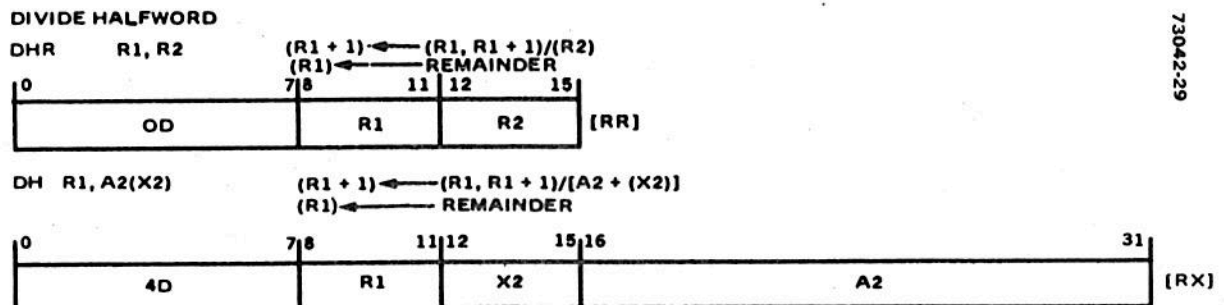 DIVIDE HALFWORD
DHR R1, R2 (R1 + 1) ← (R1, R1 + 1)/(R2)
(R1) ← REMAINDER
0 7 8 11 12 15
OD R1 R2 [RR]
DH R1, A2(X2) (R1 + 1) ← (R1, R1 + 1)/[A2 + (X2)]
(R1) ← REMAINDER
0 7 8 11 12 15 16 31
4D R1 X2 A2 [RX]
73042-29